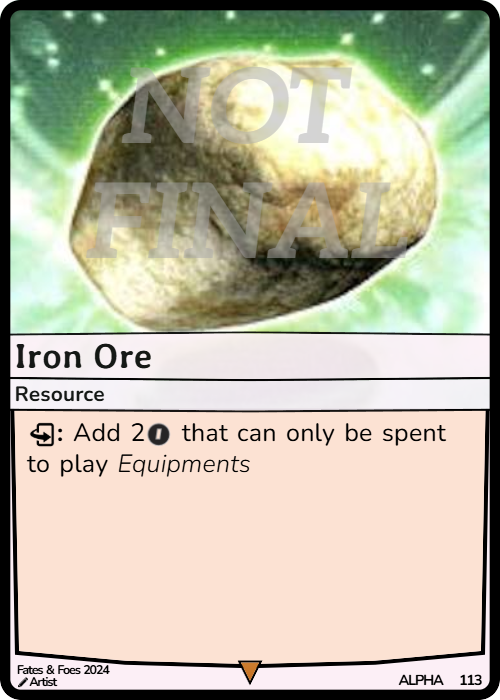 NOT
FINAL
Iron Ore
Resource
: Add 2 that can only be spent
to play Equipments
Fates & Foes 2024
Artist
ALPHA 113